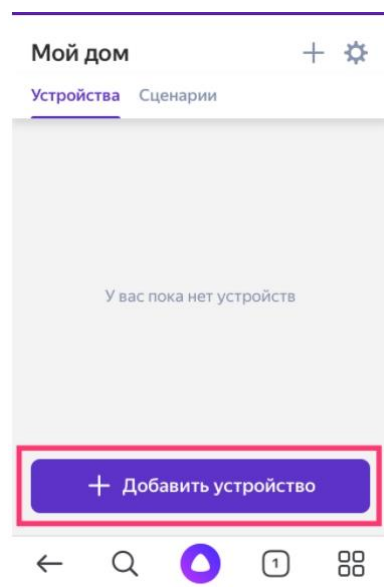 Мой дом
Устройства Сценарии
У вас пока нет устройств
Добавить устройство
1